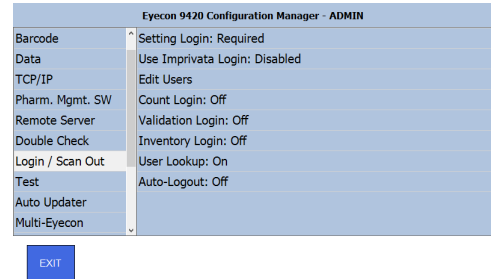 Eyecon 9420 Configuration Manager - ADMIN
Barcode
Data
TCP/IP
Pharm. Mgmt. SW
Remote Server
Double Check
Login / Scan Out
Test
Auto Updater
Multi-Eyecon
Setting Login: Required
Use Imprivata Login: Disabled
Edit Users
Count Login: Off
Validation Login: Off
Inventory Login: Off
User Lookup: On
Auto-Logout: Off
EXIT